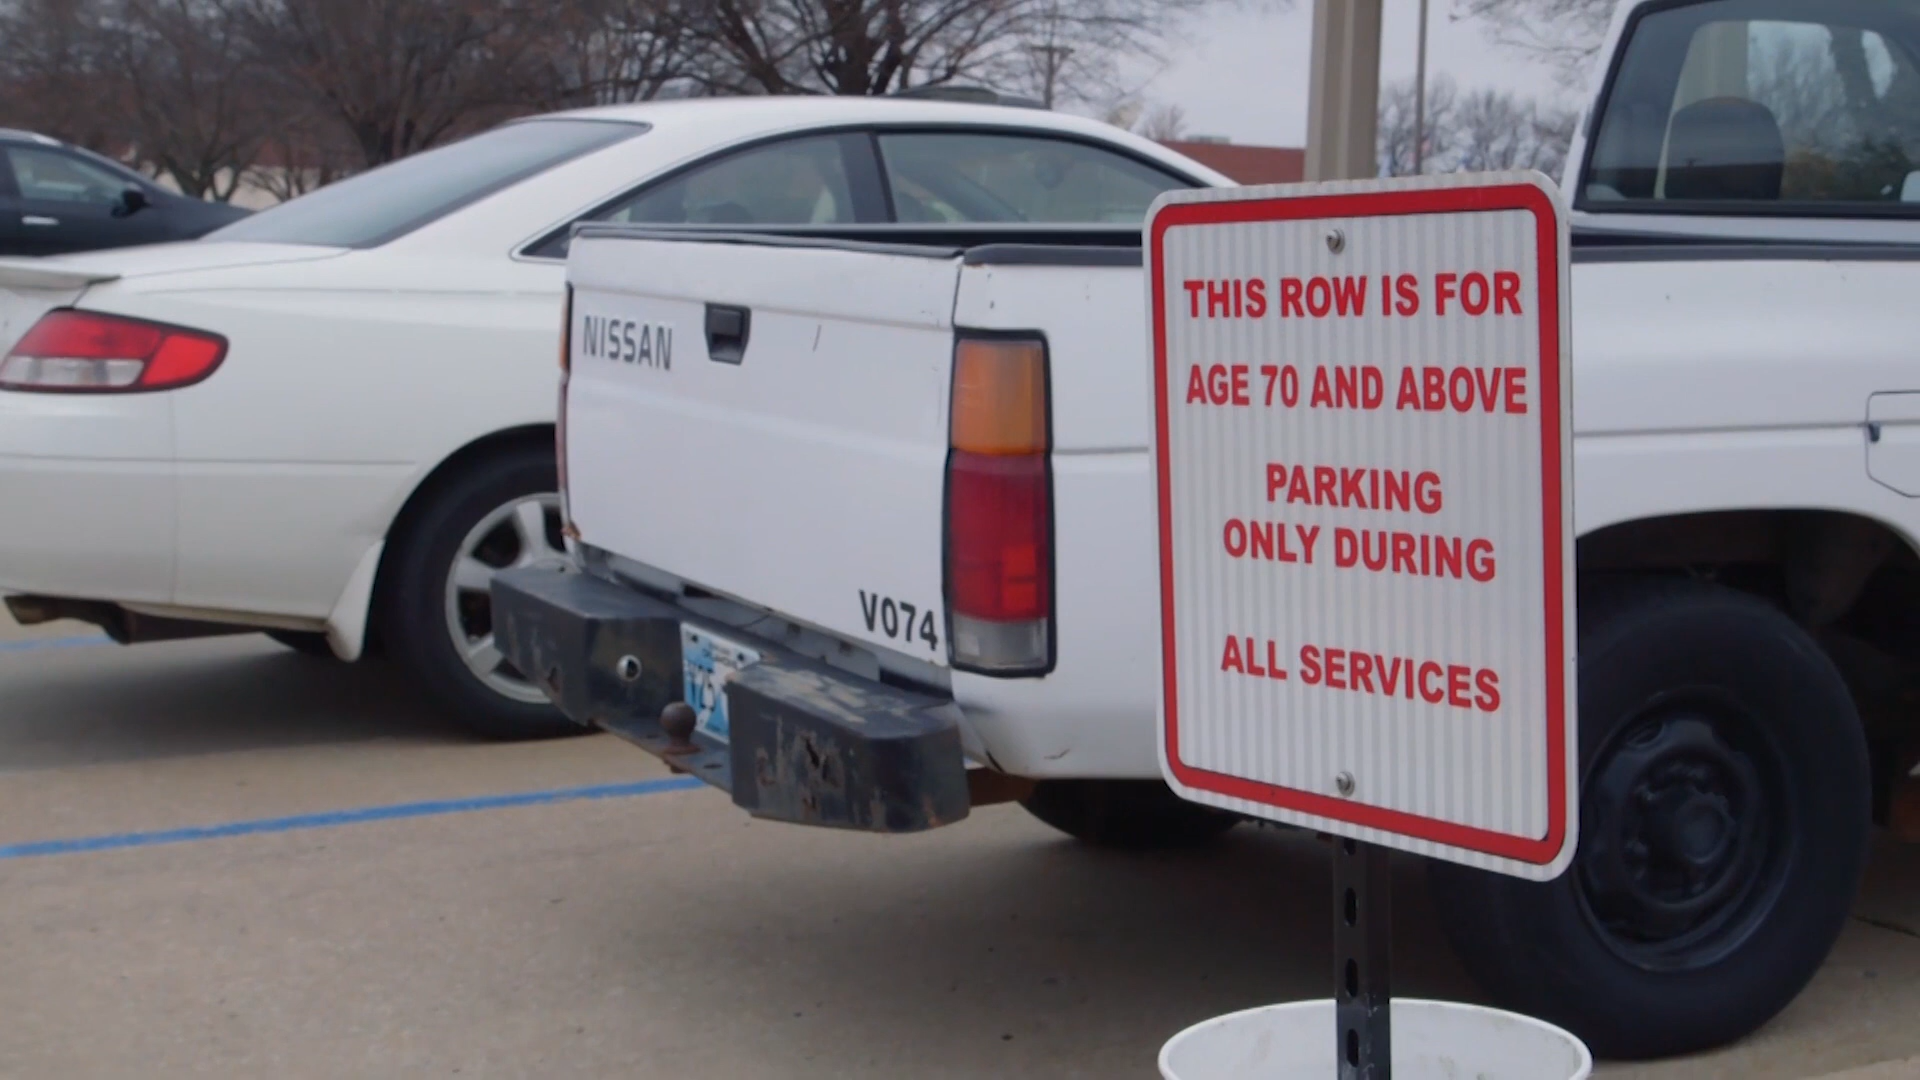 NISSAN
V074
THIS ROW IS FOR
AGE 70 AND ABOVE
PARKING
ONLY DURING
ALL SERVICES